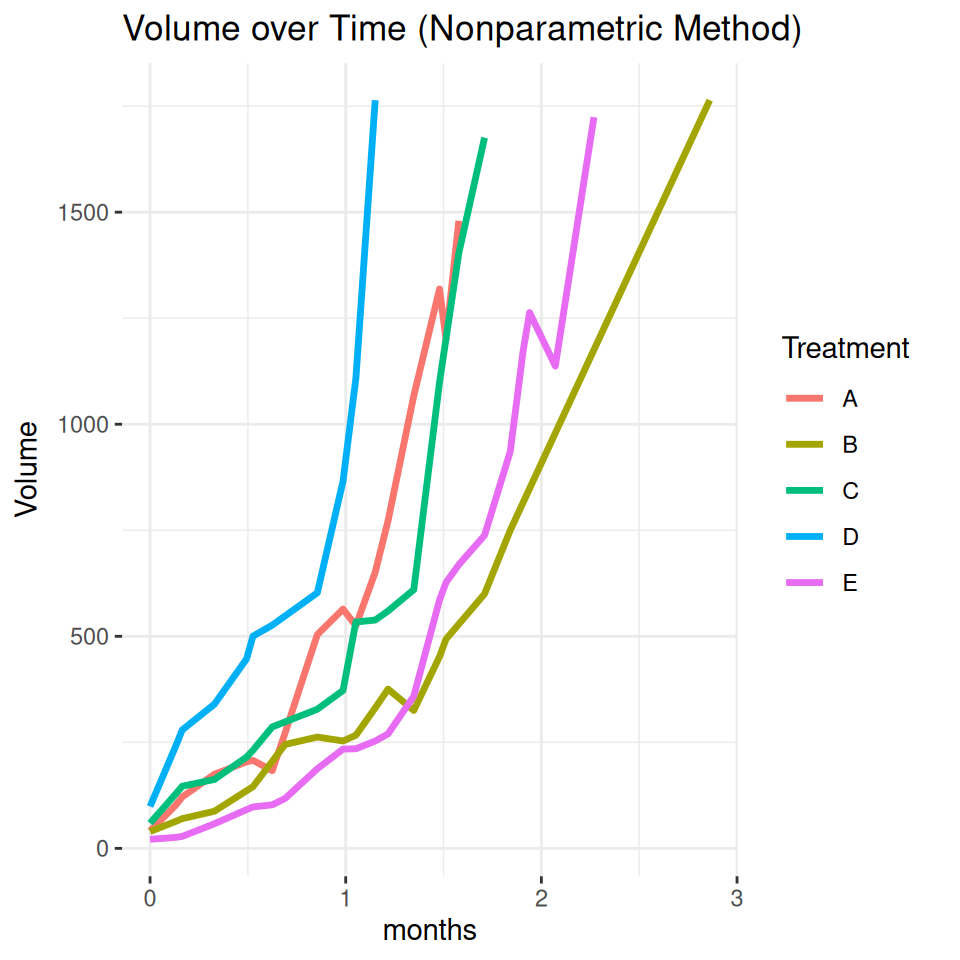 Volume over Time (Nonparametric Method)
Volume
1500
1000
500
0
0 1 2 3
months
Treatment
A
B
C
D
E